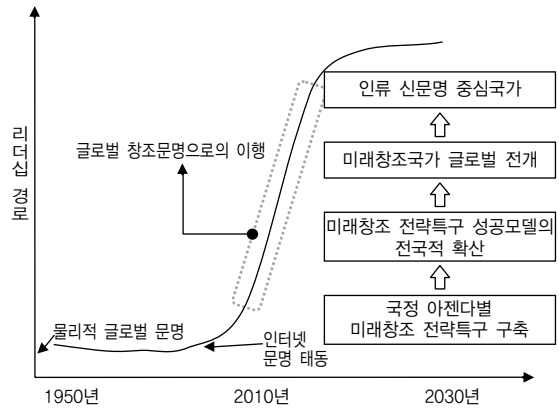 리더십 경로
인류 신문명 중심국가
글로벌 창조문명으로의 이행
미래창조국가 글로벌 전개
미래창조 전략특구 성공모델의
전국적 확산
국정 아젠다별
미래창조 전략특구 구축
물리적 글로벌 문명
인터넷
문명 태동
1950년
2010년
2030년